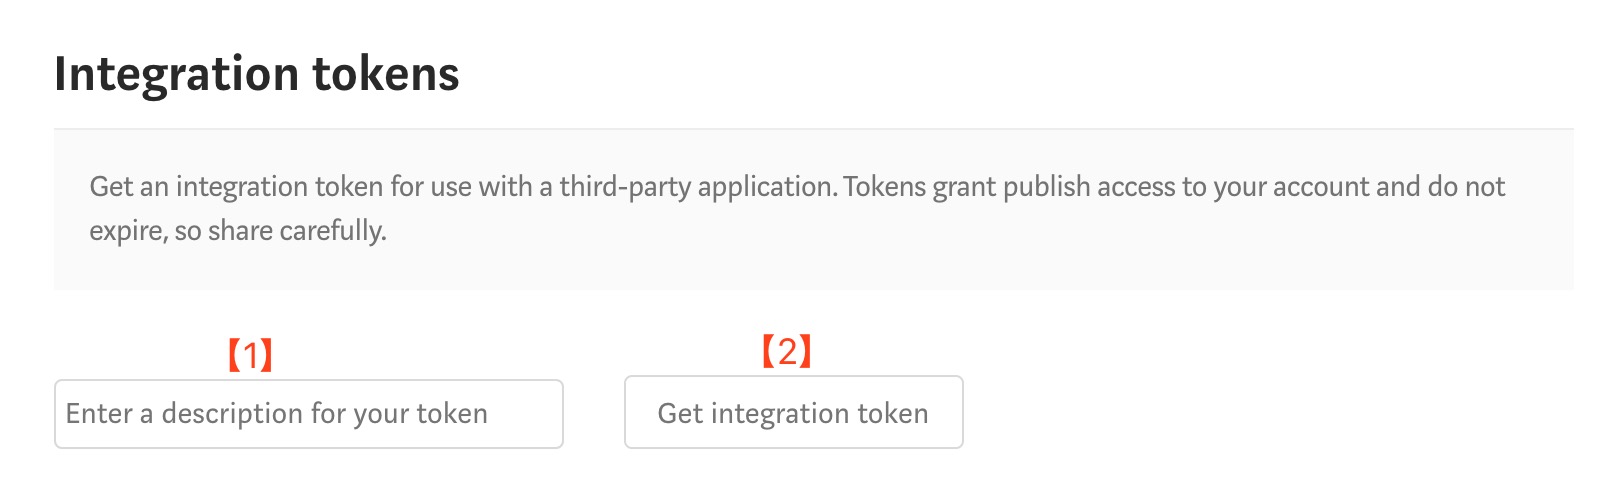 Integration tokens
Get an integration token for use with a third-party application. Tokens grant publish access to your account and do not
expire, so share carefully.
【1】
【2】
Enter a description for your token
Get integration token